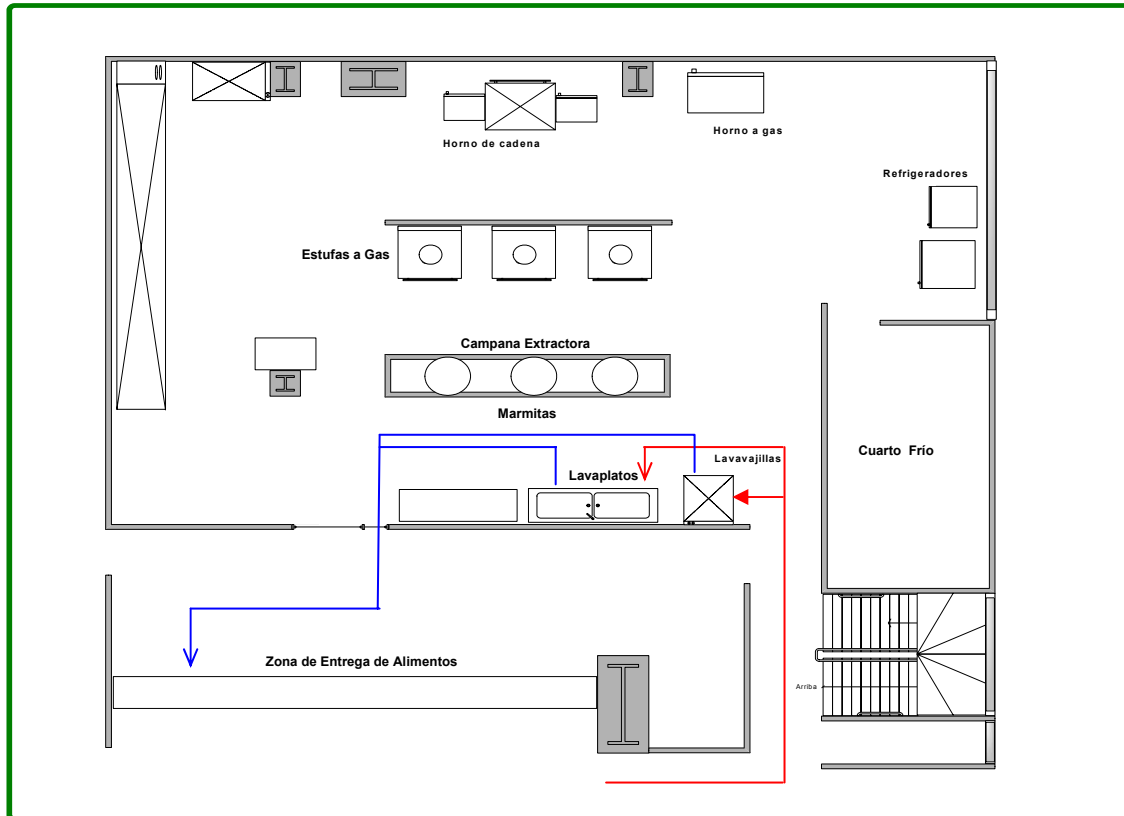 Horno de cadena
Horno a gas
Refrigeradores
Estufas a Gas
Campana Extractora
Marmitas
Cuarto Frío
Lavavajillas
Lavaplatos
Zona de Entrega de Alimentos
Arriba